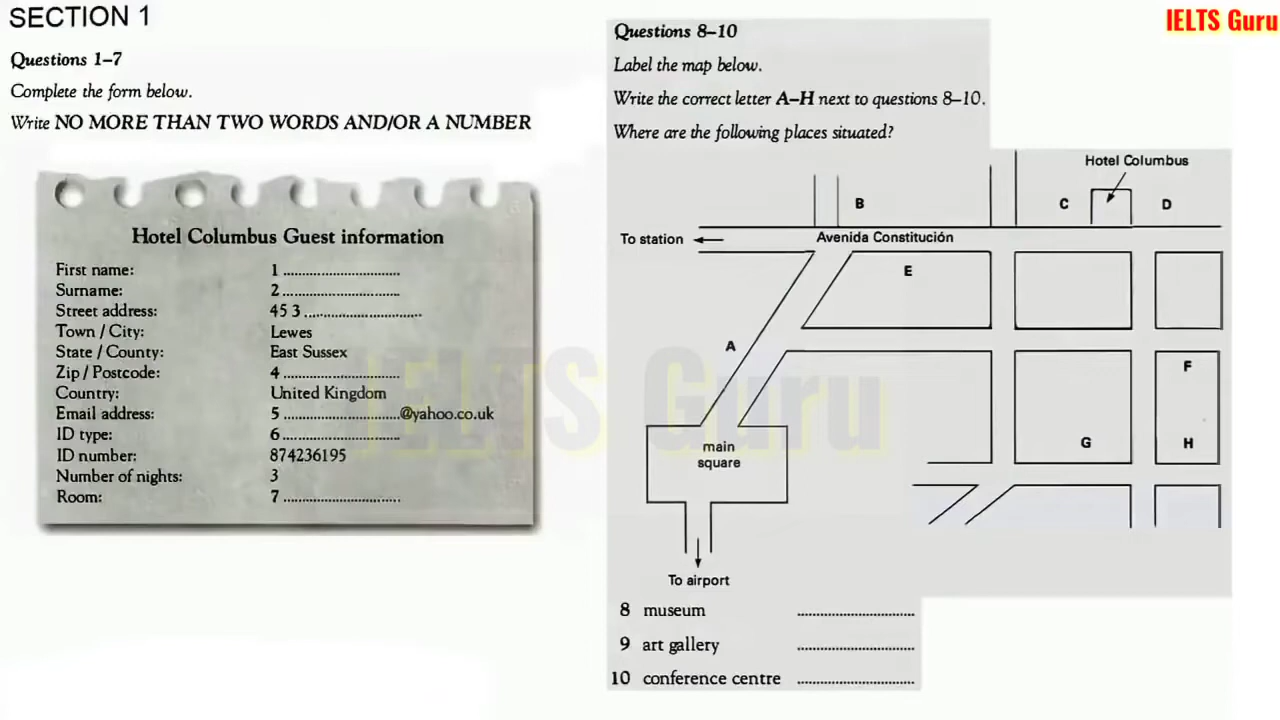 SECTION 1
Questions 1–7
Complete the form below.
Write NO MORE THAN TWO WORDS AND/OR A NUMBER
Hotel Columbus Guest information
First name: 1 ..............................
Surname: 2 ..............................
Street address: 45 3 ..............................
Town / City: Lewes
State / County: East Sussex
Zip / Postcode: 4 ..............................
Country: United Kingdom
Email address: 5 ..............................@yahoo.co.uk
ID type: 6 ..............................
ID number: 874236195
Number of nights: 3
Room: 7 ..............................
IELTS Guru
IELTS Guru
Questions 8–10
Label the map below.
Write the correct letter A–H next to questions 8–10.
Where are the following places situated?
Hotel Columbus
B C D
To station
Avenida Constitución
E
A
F
main
square
G H
To airport
8 museum ..............................
9 art gallery ..............................
10 conference centre ..............................